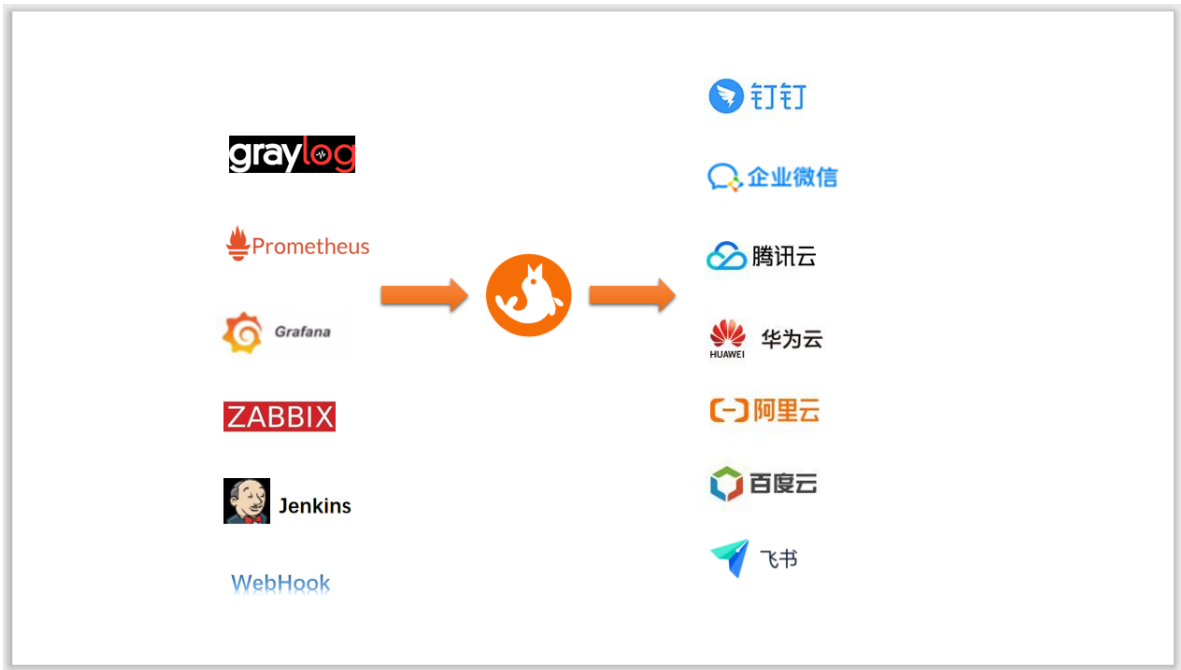 graylog
Prometheus
Grafana
ZABBIX
Jenkins
WebHook
钉钉
企业微信
腾讯云
HUAWEI 华为云
阿里云
百度云
飞书